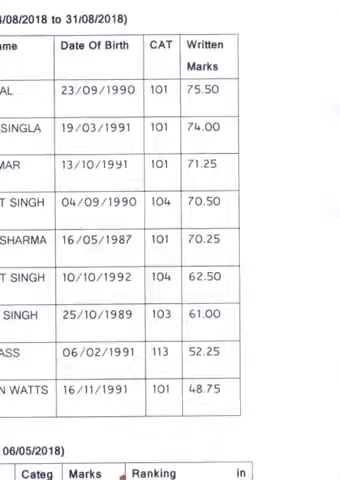 /08/2018 to 31/08/2018)
me Date Of Birth CAT Written
Marks
AL 23/09/1990 101 75.50
SINGLA 19/03/1991 101 74.00
MAR 13/10/1991 101 71.25
T SINGH 04/09/1990 104 70.50
SHARMA 16/05/1987 101 70.25
T SINGH 10/10/1992 104 62.50
SINGH 25/10/1989 103 61.00
ASS 06/02/1991 113 52.25
N WATTS 16/11/1991 101 48.75
06/05/2018)
Categ Marks Ranking in